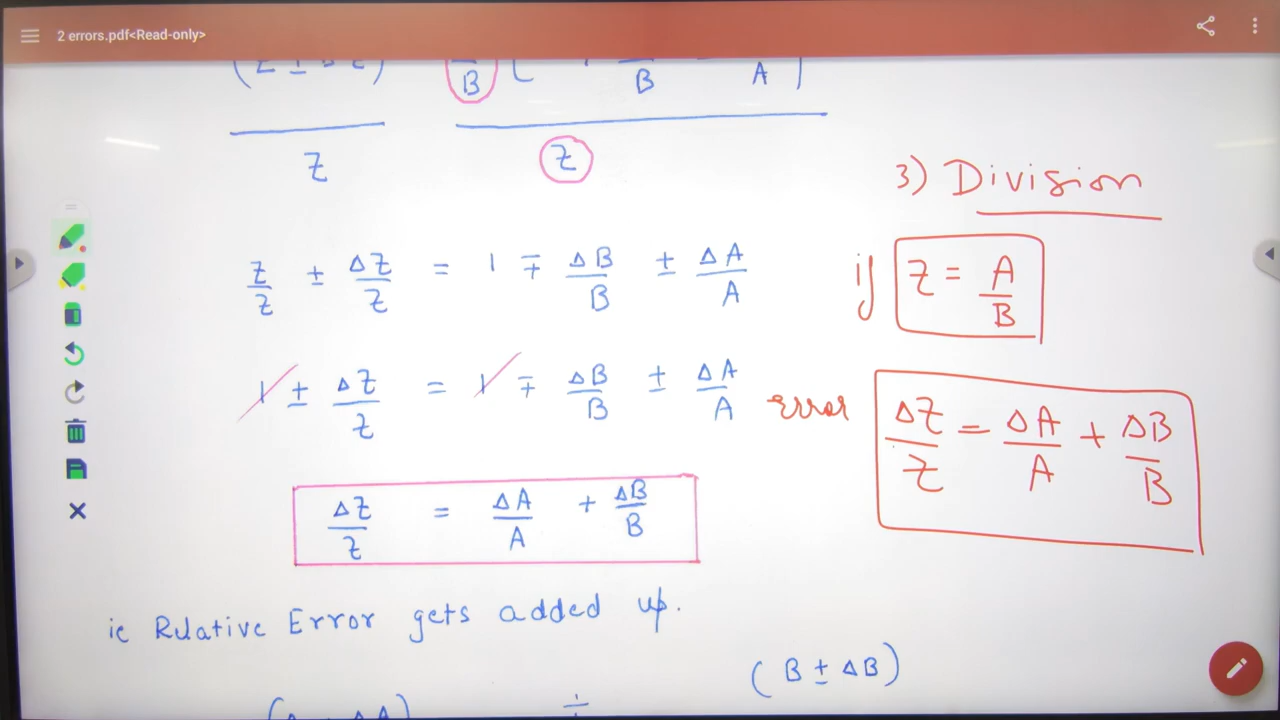 2 errors.pdf<Read-only>
B B A
Z Z
3) Division
Z/Z ± ΔZ/Z = 1 ∓ ΔB/B ± ΔA/A
if Z = A/B
1 ± ΔZ/Z = 1 ∓ ΔB/B ± ΔA/A
error ΔZ/Z = ΔA/A + ΔB/B
ΔZ/Z = ΔA/A + ΔB/B
ie Relative Error gets added up.
(B ± ΔB)